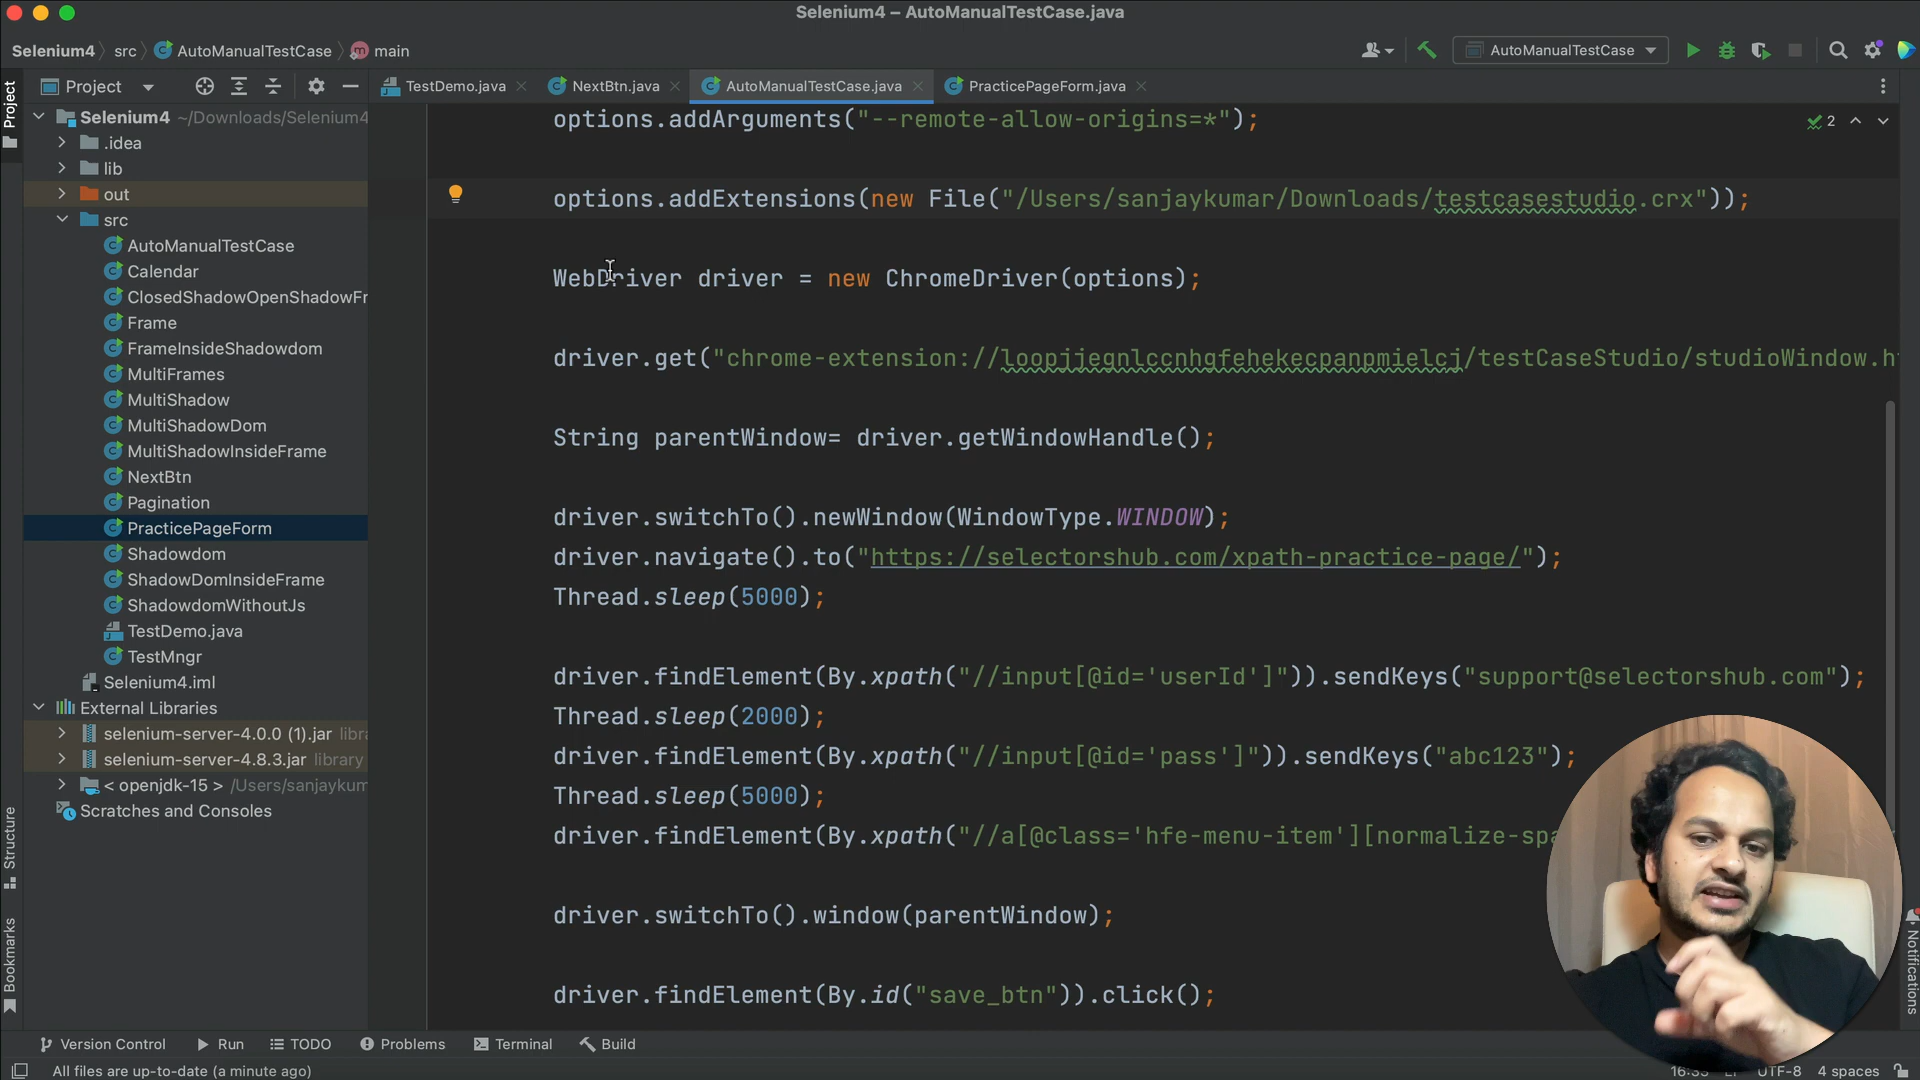 Selenium4 – AutoManualTestCase.java
Selenium4 src AutoManualTestCase main
AutoManualTestCase
Project
TestDemo.java NextBtn.java AutoManualTestCase.java PracticePageForm.java
Project
Selenium4 ~/Downloads/Selenium4
.idea
lib
out
src
AutoManualTestCase
Calendar
ClosedShadowOpenShadowFr
Frame
FrameInsideShadowdom
MultiFrames
MultiShadow
MultiShadowDom
MultiShadowInsideFrame
NextBtn
Pagination
PracticePageForm
Shadowdom
ShadowDomInsideFrame
ShadowdomWithoutJs
TestDemo.java
TestMngr
Selenium4.iml
External Libraries
selenium-server-4.0.0 (1).jar libra
selenium-server-4.8.3.jar library
< openjdk-15 > /Users/sanjaykum
Scratches and Consoles
Structure
Bookmarks
options.addArguments("--remote-allow-origins=*");
2
options.addExtensions(new File("/Users/sanjaykumar/Downloads/testcasestudio.crx"));
WebDriver driver = new ChromeDriver(options);
driver.get("chrome-extension://loopjjegnlccnhgfehekecpanpmielcj/testCaseStudio/studioWindow.h
String parentWindow= driver.getWindowHandle();
driver.switchTo().newWindow(WindowType.WINDOW);
driver.navigate().to("https://selectorshub.com/xpath-practice-page/");
Thread.sleep(5000);
driver.findElement(By.xpath("//input[@id='userId']")).sendKeys("support@selectorshub.com");
Thread.sleep(2000);
driver.findElement(By.xpath("//input[@id='pass']")).sendKeys("abc123");
Thread.sleep(5000);
driver.findElement(By.xpath("//a[@class='hfe-menu-item'][normalize-spa
driver.switchTo().window(parentWindow);
driver.findElement(By.id("save_btn")).click();
Notifications
Version Control Run TODO Problems Terminal Build
All files are up-to-date (a minute ago)
16:33 LF UTF-8 4 spaces